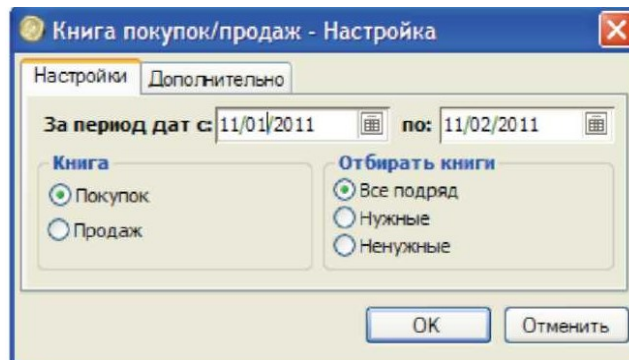 Книга покупок/продаж - Настройка
Настройки Дополнительно
За период дат с: 11/01/2011 по: 11/02/2011
Книга
Покупок
Продаж
Отбирать книги
Все подряд
Нужные
Ненужные
OK Отменить